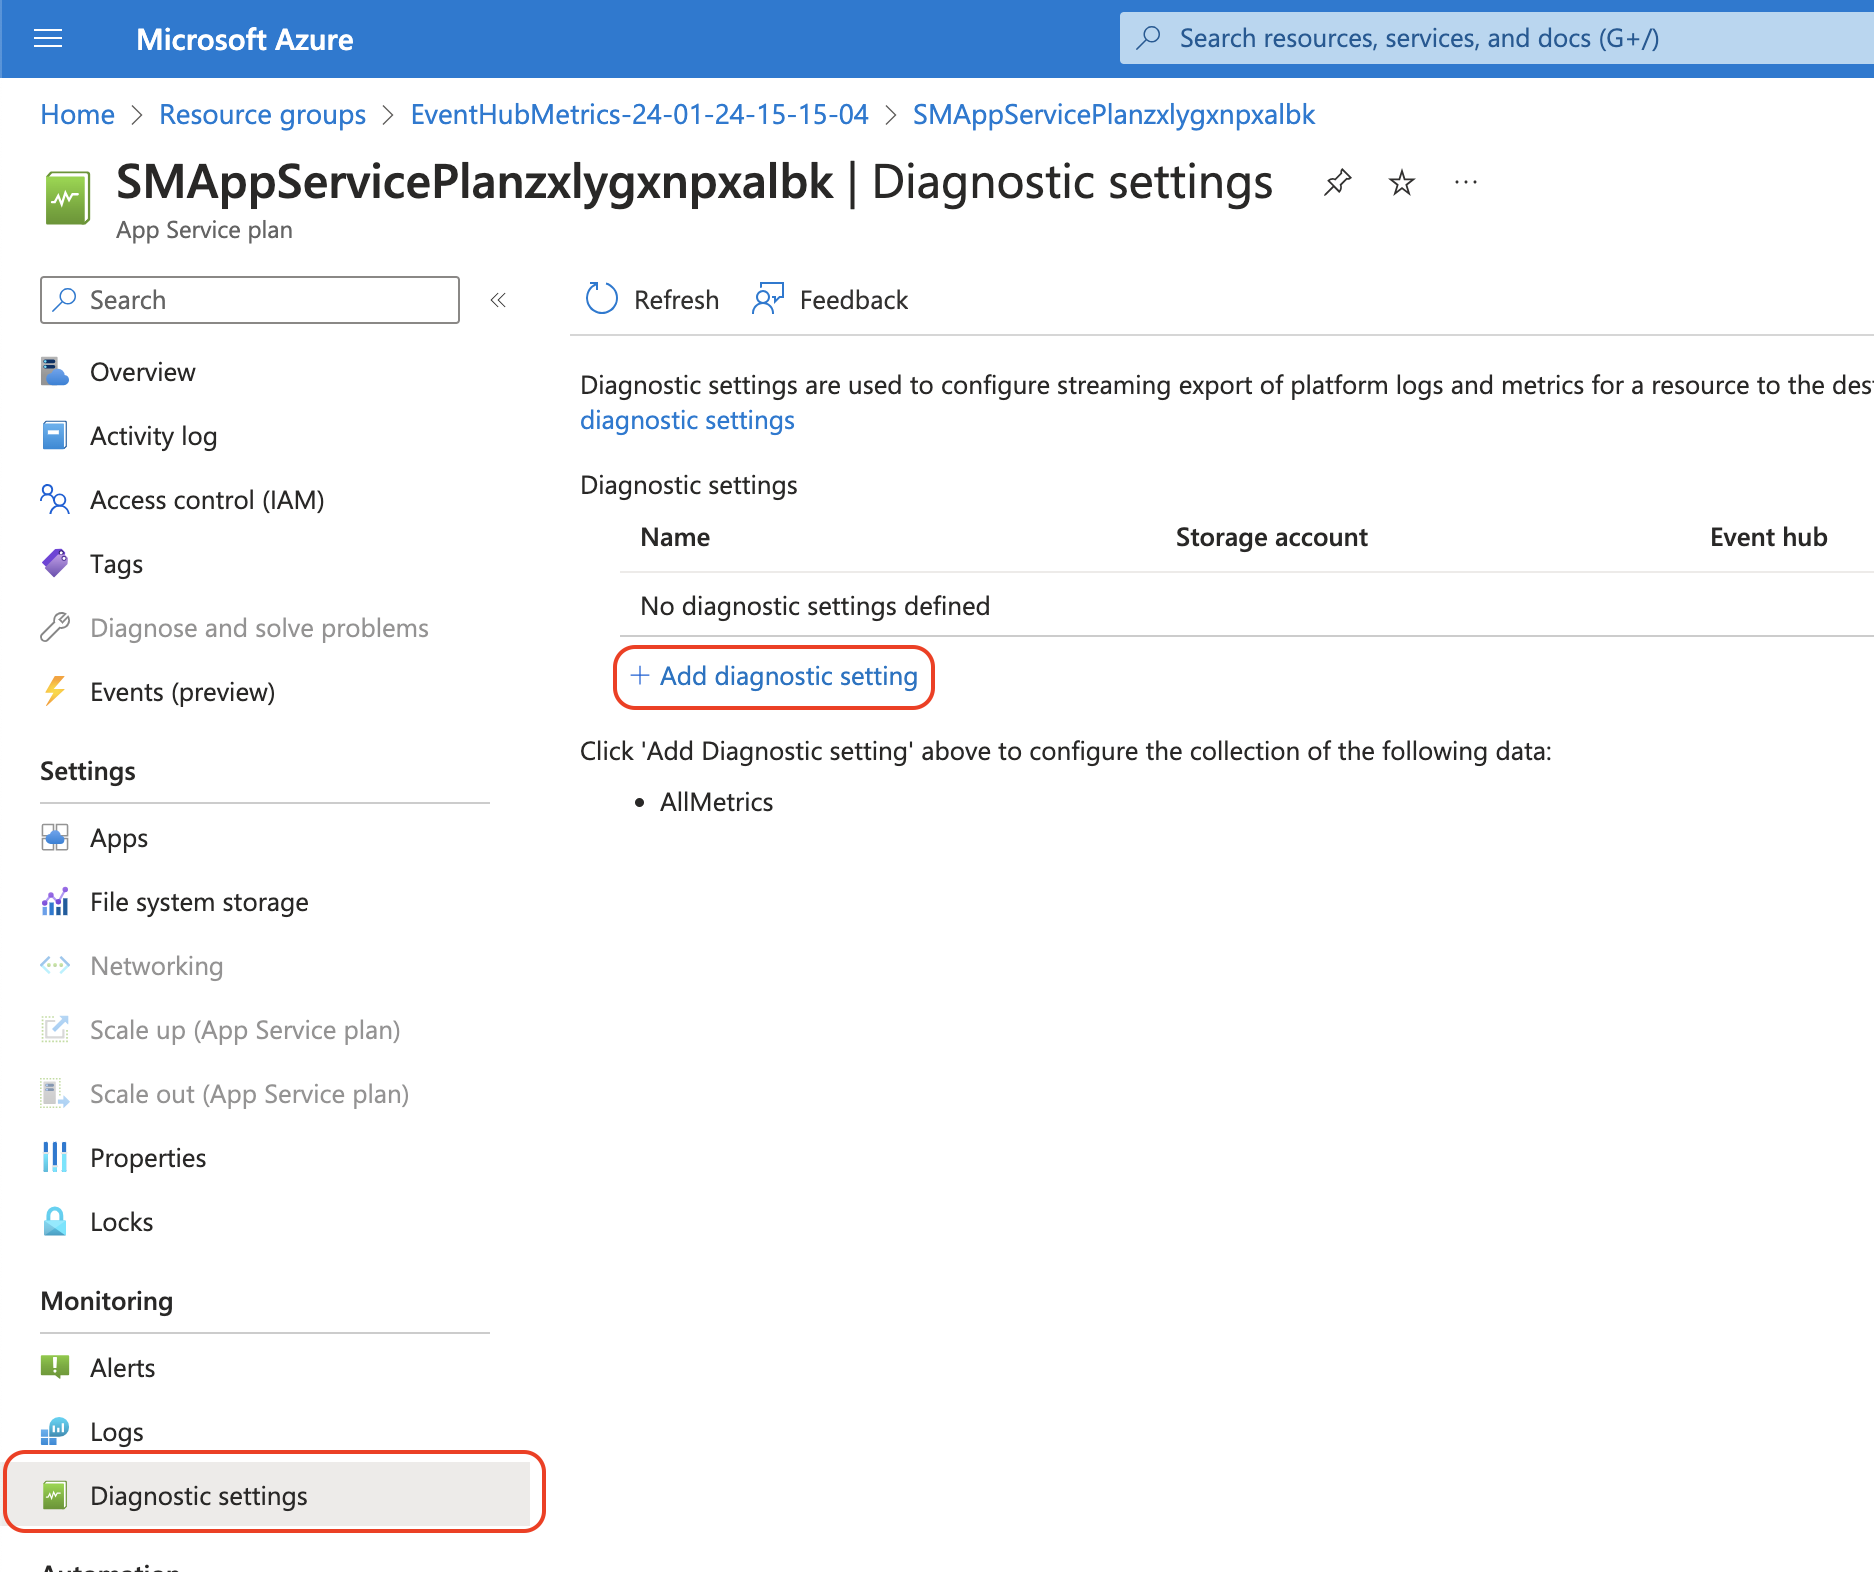 Microsoft Azure
Search resources, services, and docs (G+/)
Home > Resource groups > EventHubMetrics-24-01-24-15-15-04 > SMAppServicePlanzxlygxnpxalbk
SMAppServicePlanzxlygxnpxalbk | Diagnostic settings
App Service plan
Search
Refresh
Feedback
Overview
Activity log
Access control (IAM)
Tags
Diagnose and solve problems
Events (preview)
Settings
Apps
File system storage
Networking
Scale up (App Service plan)
Scale out (App Service plan)
Properties
Locks
Monitoring
Alerts
Logs
Diagnostic settings
Automation
Diagnostic settings are used to configure streaming export of platform logs and metrics for a resource to the
diagnostic settings
Diagnostic settings
Name Storage account Event hub
No diagnostic settings defined
+ Add diagnostic setting
Click 'Add Diagnostic setting' above to configure the collection of the following data:
• AllMetrics